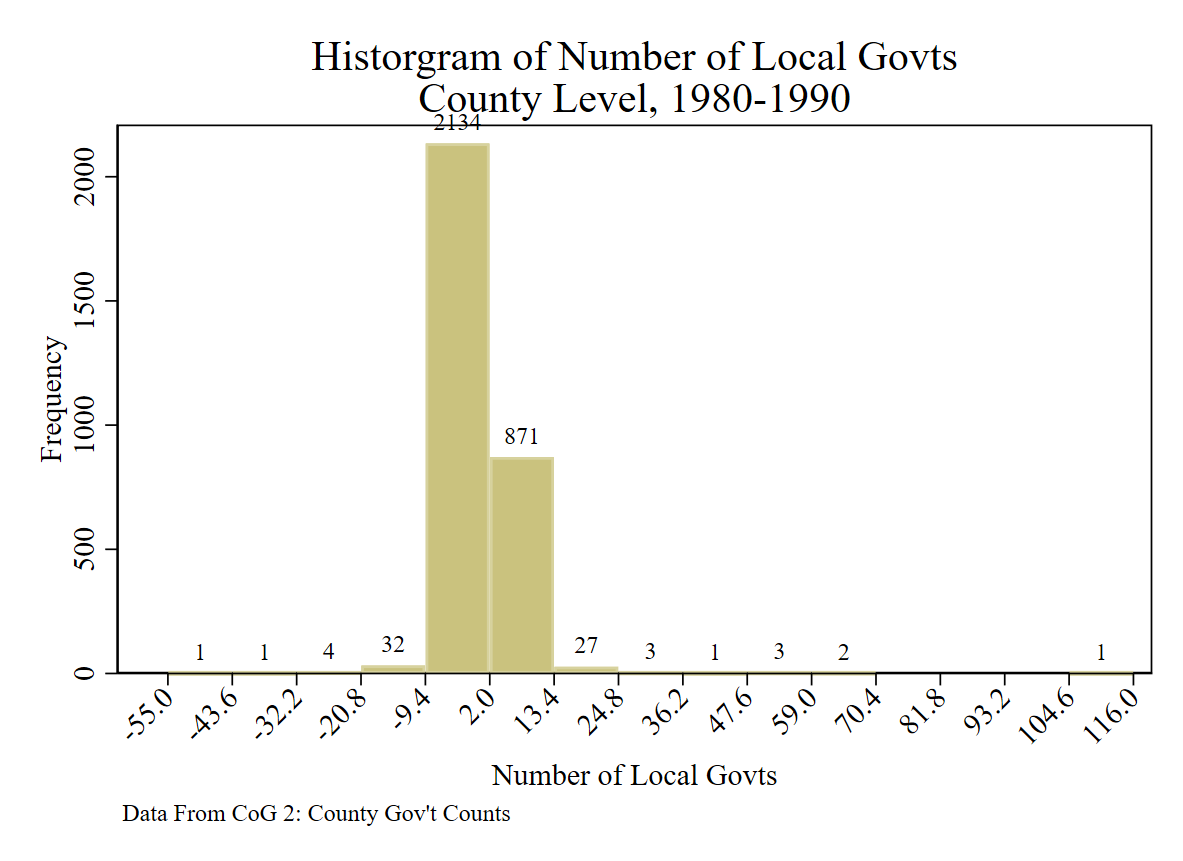 Historgram of Number of Local Govts
County Level, 1980-1990
2134
871
1 1 4 32 27 3 1 3 2 1
Frequency
0 500 1000 1500 2000
-55.0 -43.6 -32.2 -20.8 -9.4 2.0 13.4 24.8 36.2 47.6 59.0 70.4 81.8 93.2 104.6 116.0
Number of Local Govts
Data From CoG 2: County Gov't Counts